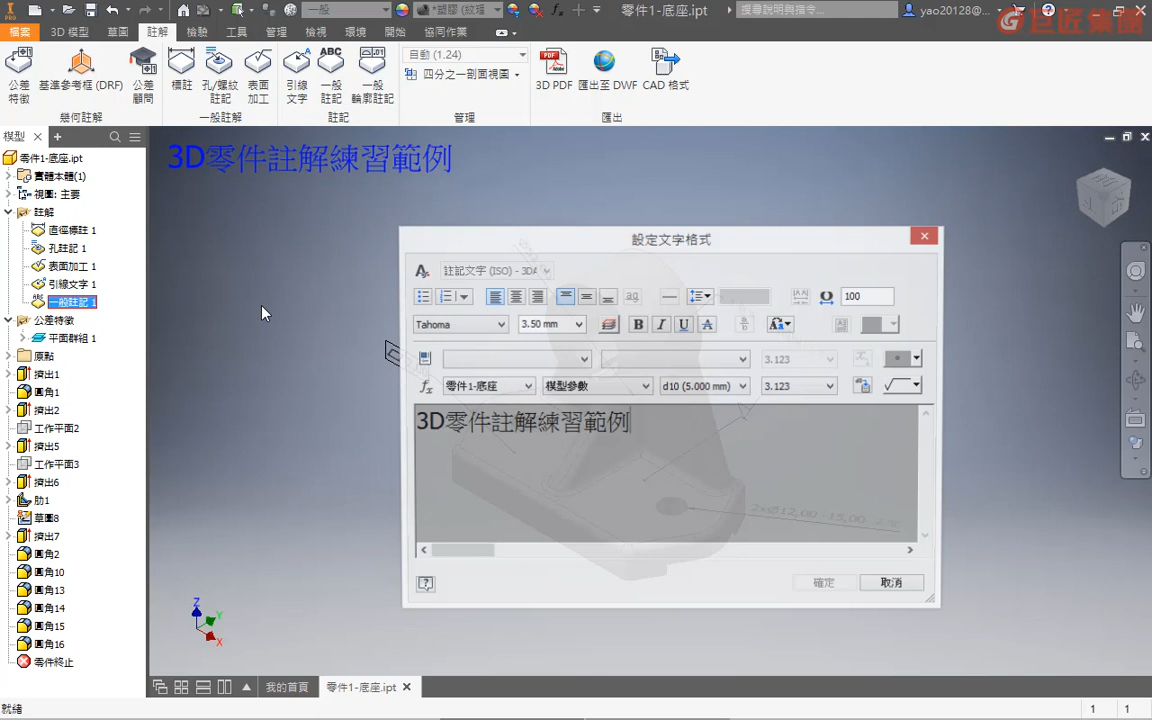 PRO
一般
*塑膠 (紋理
零件1-底座.ipt
搜尋說明與指令...
yao20128@...
巨匠集團
檔案 3D 模型 草圖 註解 檢驗 工具 管理 檢視 環境 開始 協同作業
公差
特徵
基準參考框 (DRF)
公差
顧問
標註
孔/螺紋
註記
表面
加工
引線
文字
一般
註記
一般
輪廓註記
自動 (1.24)
四分之一剖面視圖
3D PDF
匯出至 DWF
CAD 格式
幾何註解
一般註解
註記
管理
匯出
模型
零件1-底座.ipt
實體本體(1)
視圖: 主要
註解
直徑標註 1
孔註記 1
表面加工 1
引線文字 1
一般註記 1
公差特徵
平面群組 1
原點
擠出1
圓角1
擠出2
工作平面2
擠出5
工作平面3
擠出6
肋1
草圖8
擠出7
圓角2
圓角10
圓角13
圓角14
圓角15
圓角16
零件終止
3D零件註解練習範例
設定文字格式
註記文字 (ISO) - 3DA
100
Tahoma
3.50 mm
B I U A
3.123
零件1-底座
模型參數
d10 (5.000 mm)
3.123
3D零件註解練習範例
確定
取消
Z
Y
X
我的首頁
零件1-底座.ipt
就緒
1
1